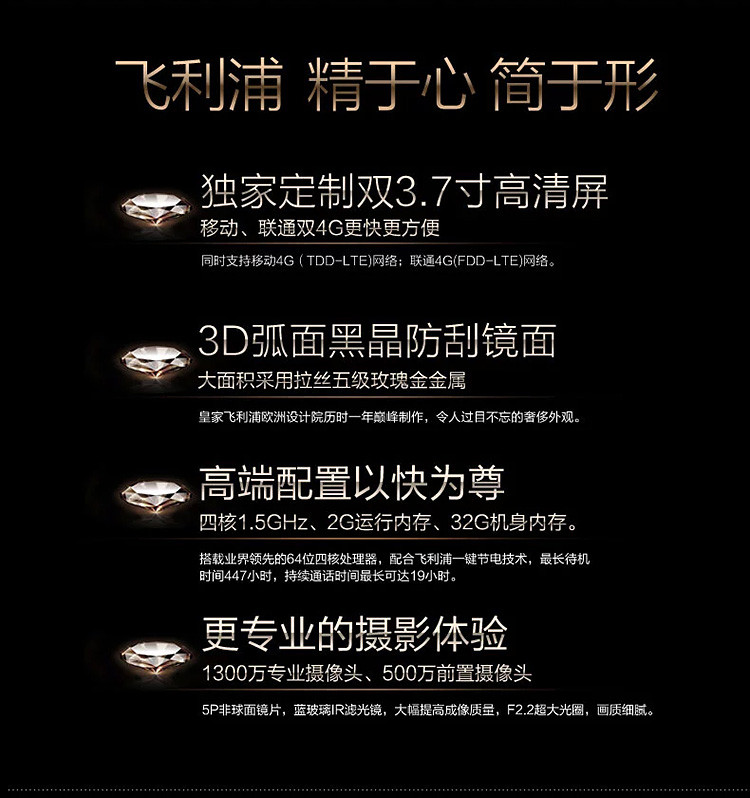 飞利浦 精于心 简于形
独家定制双3.7寸高清屏
移动、联通双4G更快更方便
同时支持移动4G（TDD-LTE)网络；联通4G(FDD-LTE)网络。
3D弧面黑晶防刮镜面
大面积采用拉丝五级玫瑰金金属
皇家飞利浦欧洲设计院历时一年巅峰制作，令人过目不忘的奢侈外观。
高端配置以快为尊
四核1.5GHz、2G运行内存、32G机身内存。
搭载业界领先的64位四核处理器，配合飞利浦一键节电技术，最长待机
时间447小时，持续通话时间最长可达19小时。
更专业的摄影体验
1300万专业摄像头、500万前置摄像头
5P非球面镜片，蓝玻璃IR滤光镜，大幅提高成像质量，F2.2超大光圈，画质细腻。